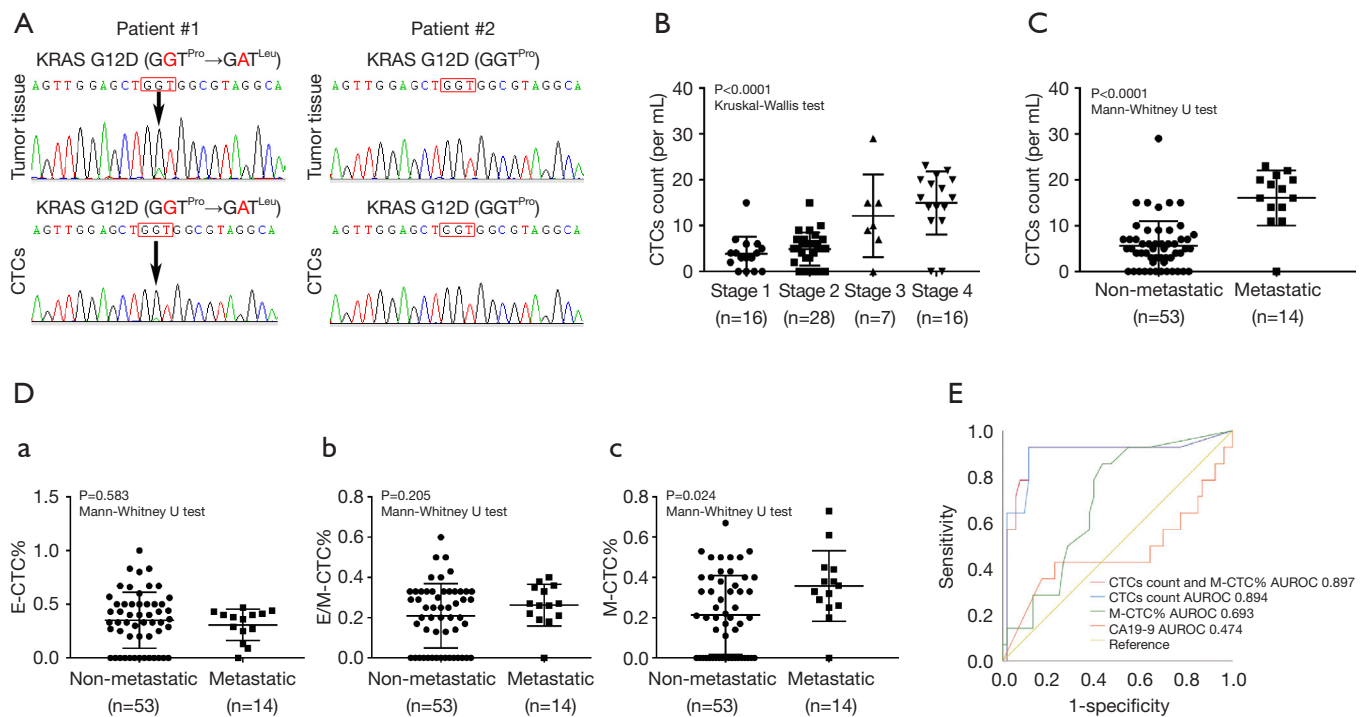 A
Patient #1
Patient #2
KRAS G12D (GGTPro→GATLeu)
KRAS G12D (GGTPro)
Tumor tissue
AGTTGGAGCTGGTGGCGTAGGCA
Tumor tissue
AGTTGGAGCTGGTGGCGTAGGCA
KRAS G12D (GGTPro→GATLeu)
KRAS G12D (GGTPro)
CTCs
AGTTGGAGCTGGTGGCGTAGGCA
CTCs
AGTTGGAGCTGGTGGCGTAGGCA
B
P<0.0001
Kruskal-Wallis test
CTCs count (per mL)
40
30
20
10
0
Stage 1 Stage 2 Stage 3 Stage 4
(n=16) (n=28) (n=7) (n=16)
C
P<0.0001
Mann-Whitney U test
CTCs count (per mL)
40
30
20
10
0
Non-metastatic Metastatic
(n=53) (n=14)
D
a
P=0.583
Mann-Whitney U test
E-CTC%
1.5
1.0
0.5
0.0
Non-metastatic Metastatic
(n=53) (n=14)
b
P=0.205
Mann-Whitney U test
E/M-CTC%
0.8
0.6
0.4
0.2
0.0
Non-metastatic Metastatic
(n=53) (n=14)
c
P=0.024
Mann-Whitney U test
M-CTC%
0.8
0.6
0.4
0.2
0.0
Non-metastatic Metastatic
(n=53) (n=14)
E
Sensitivity
1.0
0.8
0.6
0.4
0.2
0.0
CTCs count and M-CTC% AUROC 0.897
CTCs count AUROC 0.894
M-CTC% AUROC 0.693
CA19-9 AUROC 0.474
Reference
0.0 0.2 0.4 0.6 0.8 1.0
1-specificity